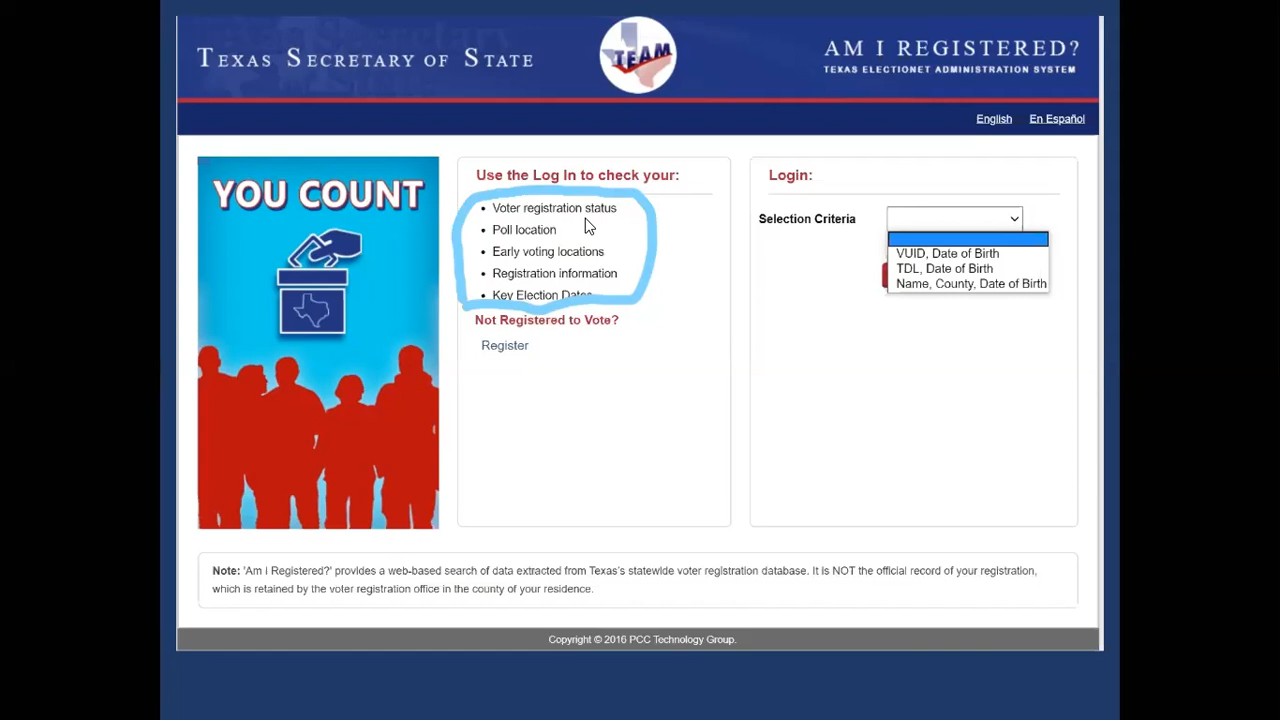 TEXAS SECRETARY OF STATE
TEAM
AM I REGISTERED?
TEXAS ELECTIONET ADMINISTRATION SYSTEM
English En Español
YOU COUNT
Use the Log In to check your:
• Voter registration status
• Poll location
• Early voting locations
• Registration information
• Key Election Dates
Not Registered to Vote?
Register
Login:
Selection Criteria
VUID, Date of Birth
TDL, Date of Birth
Name, County, Date of Birth
Note: 'Am I Registered?' provides a web-based search of data extracted from Texas's statewide voter registration database. It is NOT the official record of your registration,
which is retained by the voter registration office in the county of your residence.
Copyright © 2016 PCC Technology Group.